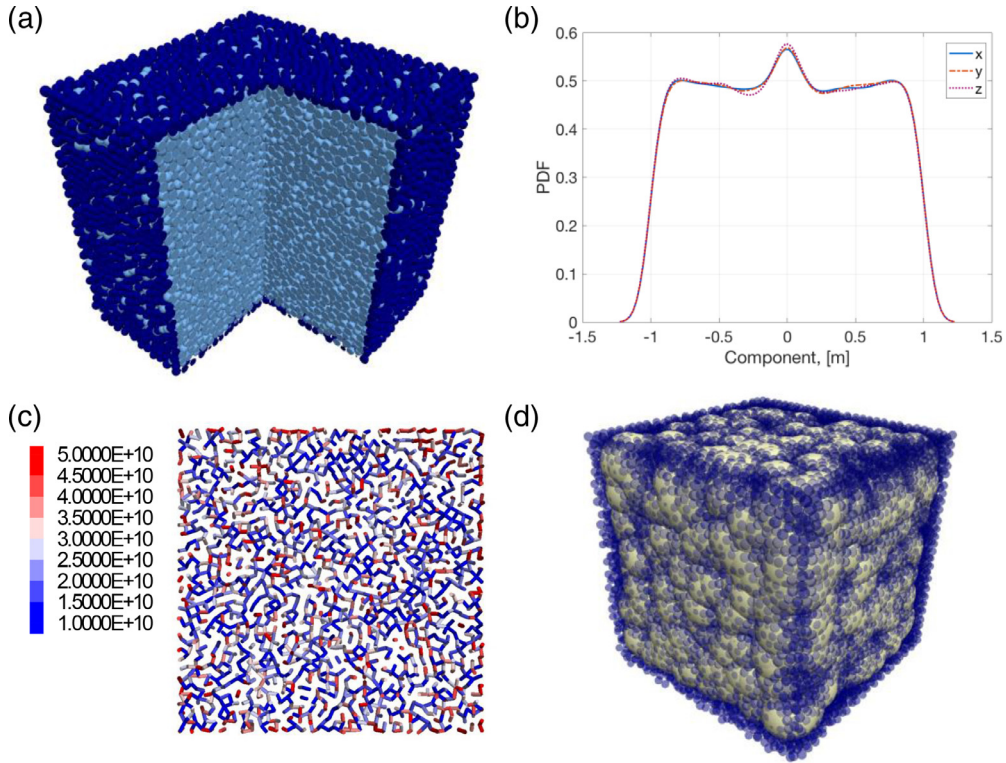 (a)
(b)
0.6
0.5
0.4
0.3
0.2
0.1
0
PDF
-1.5
-1
-0.5
0
0.5
1
1.5
Component, [m]
x
y
z
(c)
5.0000E+10
4.5000E+10
4.0000E+10
3.5000E+10
3.0000E+10
2.5000E+10
2.0000E+10
1.5000E+10
1.0000E+10
(d)